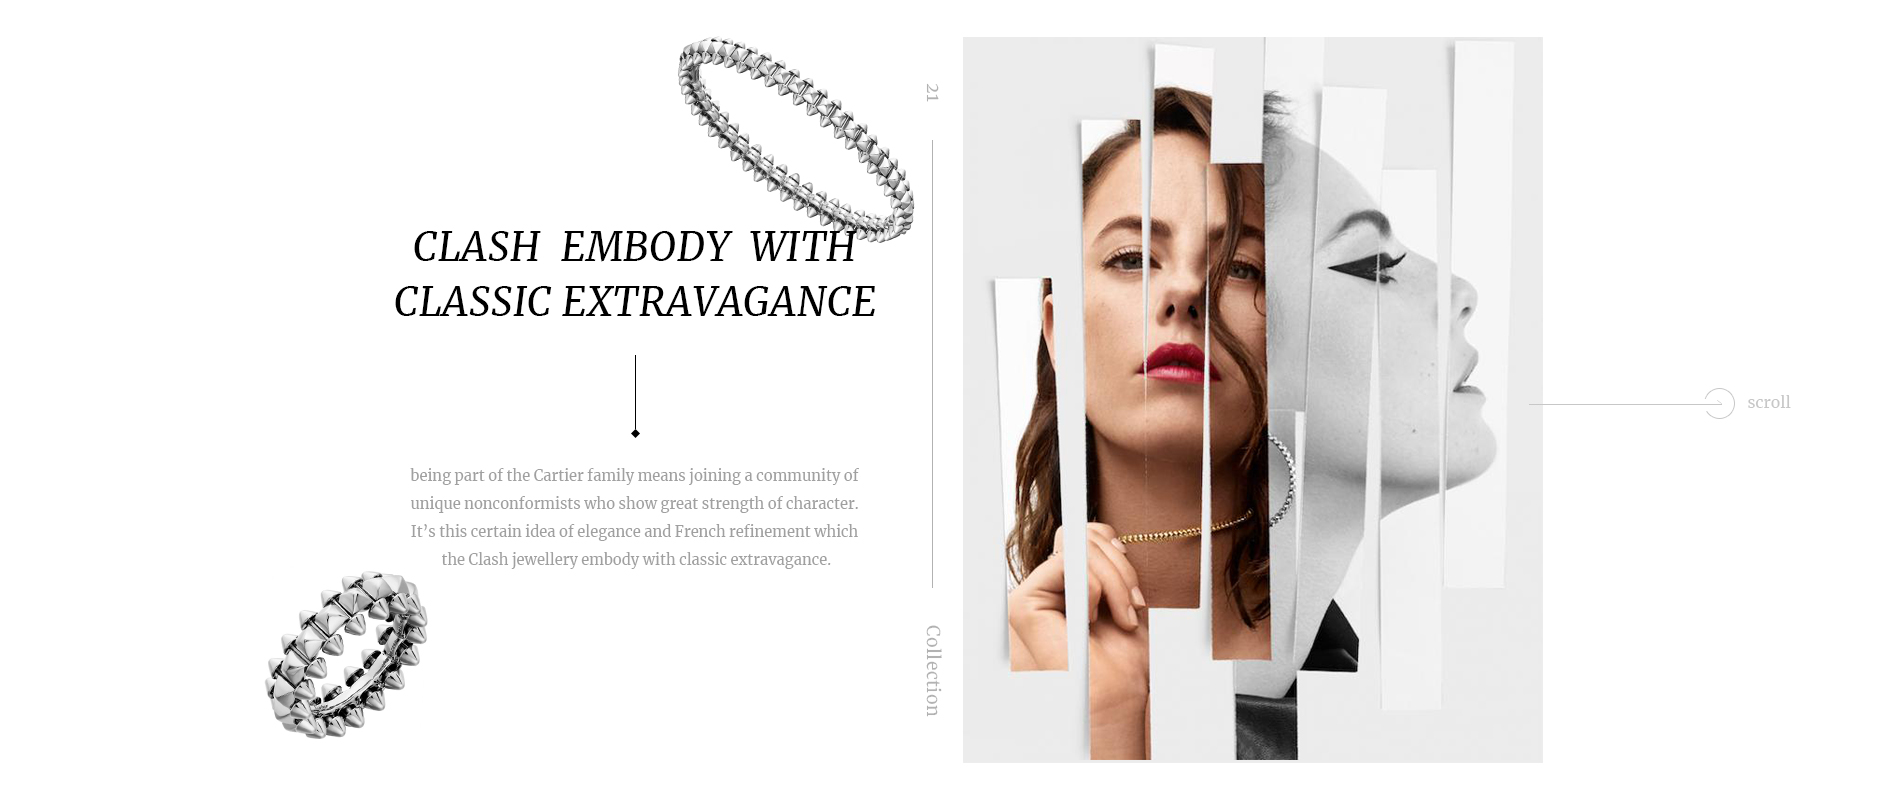 CLASH EMBODY WITH
CLASSIC EXTRAVAGANCE
being part of the Cartier family means joining a community of
unique nonconformists who show great strength of character.
It’s this certain idea of elegance and French refinement which
the Clash jewellery embody with classic extravagance.
21
Collection
scroll